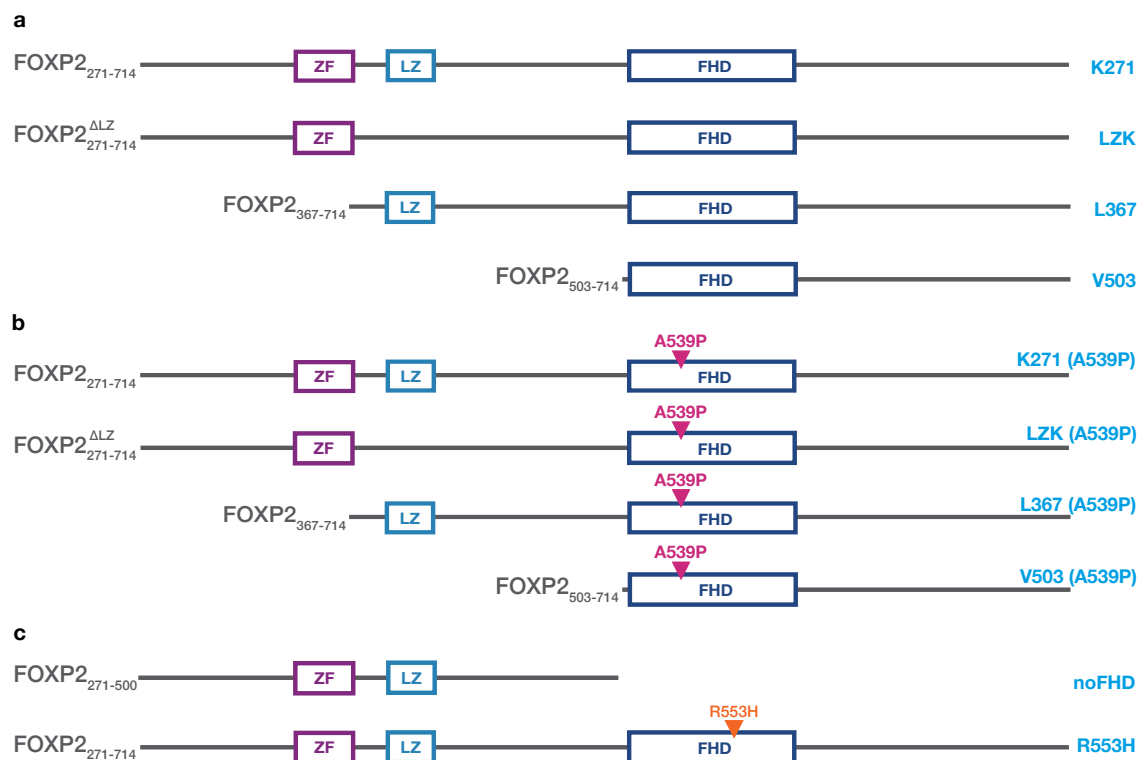 a
FOXP2271-714 ZF LZ FHD K271
FOXP2ΔLZ271-714 ZF FHD LZK
FOXP2367-714 LZ FHD L367
FOXP2503-714 FHD V503
b
A539P
FOXP2271-714 ZF LZ FHD K271 (A539P)
A539P
FOXP2ΔLZ271-714 ZF FHD LZK (A539P)
A539P
FOXP2367-714 LZ FHD L367 (A539P)
A539P
FOXP2503-714 FHD V503 (A539P)
c
FOXP2271-500 ZF LZ noFHD
R553H
FOXP2271-714 ZF LZ FHD R553H